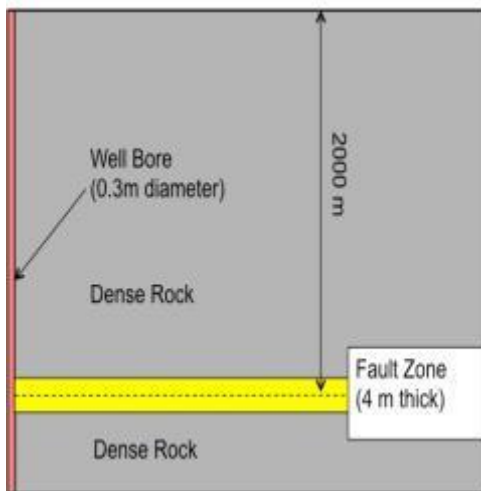 Well Bore
(0.3m diameter)
2000 m
Dense Rock
Fault Zone
(4 m thick)
Dense Rock